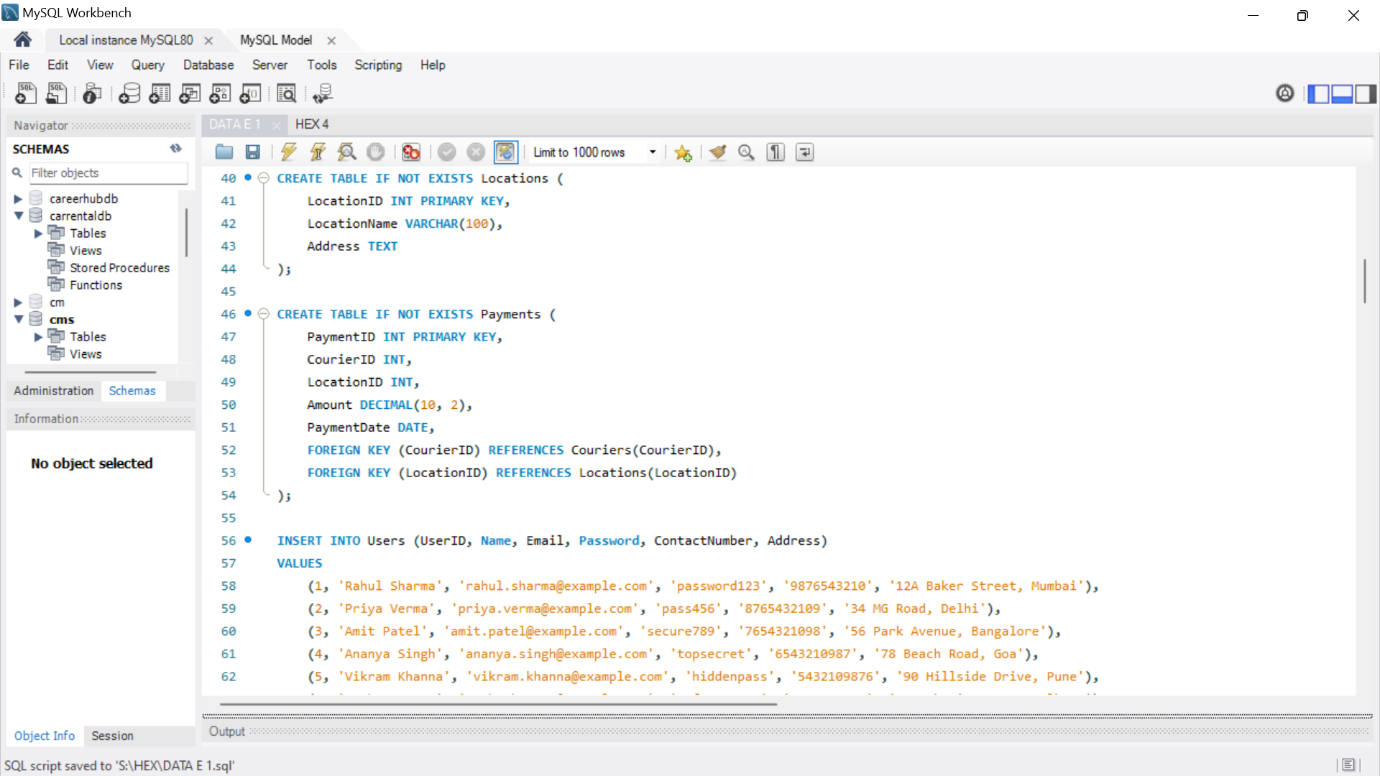 MySQL Workbench
Local instance MySQL80
MySQL Model
File Edit View Query Database Server Tools Scripting Help
Navigator
SCHEMAS
Filter objects
careerhubdb
carrentaldb
Tables
Views
Stored Procedures
Functions
cm
cms
Tables
Views
Administration Schemas
Information
No object selected
Object Info Session
DATA E 1 HEX 4
Limit to 1000 rows
40 CREATE TABLE IF NOT EXISTS Locations (
41 LocationID INT PRIMARY KEY,
42 LocationName VARCHAR(100),
43 Address TEXT
44 );
45
46 CREATE TABLE IF NOT EXISTS Payments (
47 PaymentID INT PRIMARY KEY,
48 CourierID INT,
49 LocationID INT,
50 Amount DECIMAL(10, 2),
51 PaymentDate DATE,
52 FOREIGN KEY (CourierID) REFERENCES Couriers(CourierID),
53 FOREIGN KEY (LocationID) REFERENCES Locations(LocationID)
54 );
55
56 INSERT INTO Users (UserID, Name, Email, Password, ContactNumber, Address)
57 VALUES
58 (1, 'Rahul Sharma', 'rahul.sharma@example.com', 'password123', '9876543210', '12A Baker Street, Mumbai'),
59 (2, 'Priya Verma', 'priya.verma@example.com', 'pass456', '8765432109', '34 MG Road, Delhi'),
60 (3, 'Amit Patel', 'amit.patel@example.com', 'secure789', '7654321098', '56 Park Avenue, Bangalore'),
61 (4, 'Ananya Singh', 'ananya.singh@example.com', 'topsecret', '6543210987', '78 Beach Road, Goa'),
62 (5, 'Vikram Khanna', 'vikram.khanna@example.com', 'hiddenpass', '5432109876', '90 Hillside Drive, Pune'),
Output
SQL script saved to 'S:\HEX\DATA E 1.sql'